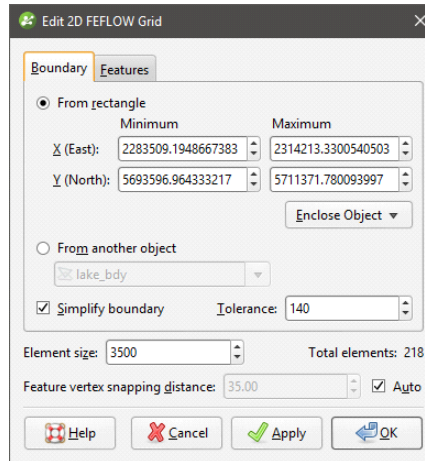 Edit 2D FEFLOW Grid
Boundary Features
From rectangle
Minimum Maximum
X (East): 2283509.1948667383 2314213.3300540503
Y (North): 5693596.964333217 5711371.780093997
Enclose Object
From another object
lake_bdy
Simplify boundary Tolerance: 140
Element size: 3500 Total elements: 218
Feature vertex snapping distance: 35.00 Auto
Help Cancel Apply OK